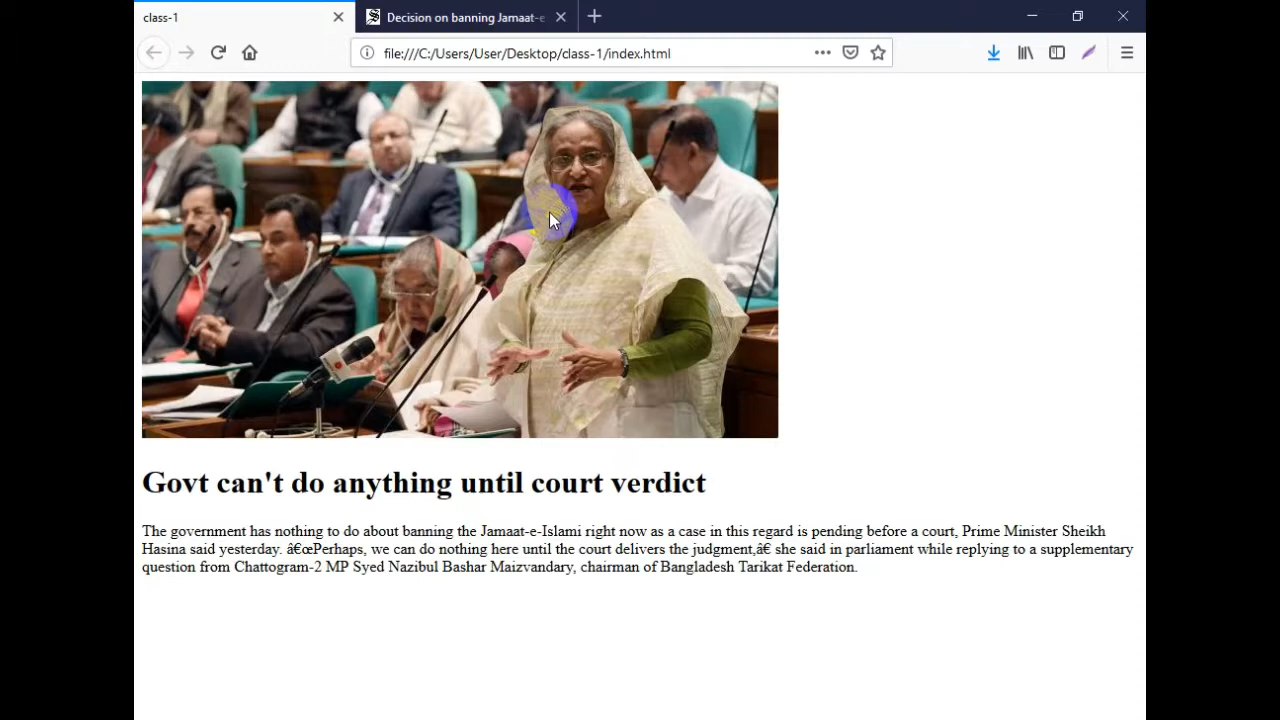 class-1
Decision on banning Jamaat-e
file:///C:/Users/User/Desktop/class-1/index.html
Govt can't do anything until court verdict
The government has nothing to do about banning the Jamaat-e-Islami right now as a case in this regard is pending before a court, Prime Minister Sheikh
Hasina said yesterday. â€œPerhaps, we can do nothing here until the court delivers the judgment,â€ she said in parliament while replying to a supplementary
question from Chattogram-2 MP Syed Nazibul Bashar Maizvandary, chairman of Bangladesh Tarikat Federation.